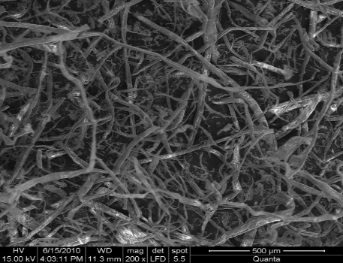 HV 6/15/2010 WD mag det spot 500 µm
15.00 kV 4:03:11 PM 11.3 mm 200 x LFD 5.5 Quanta